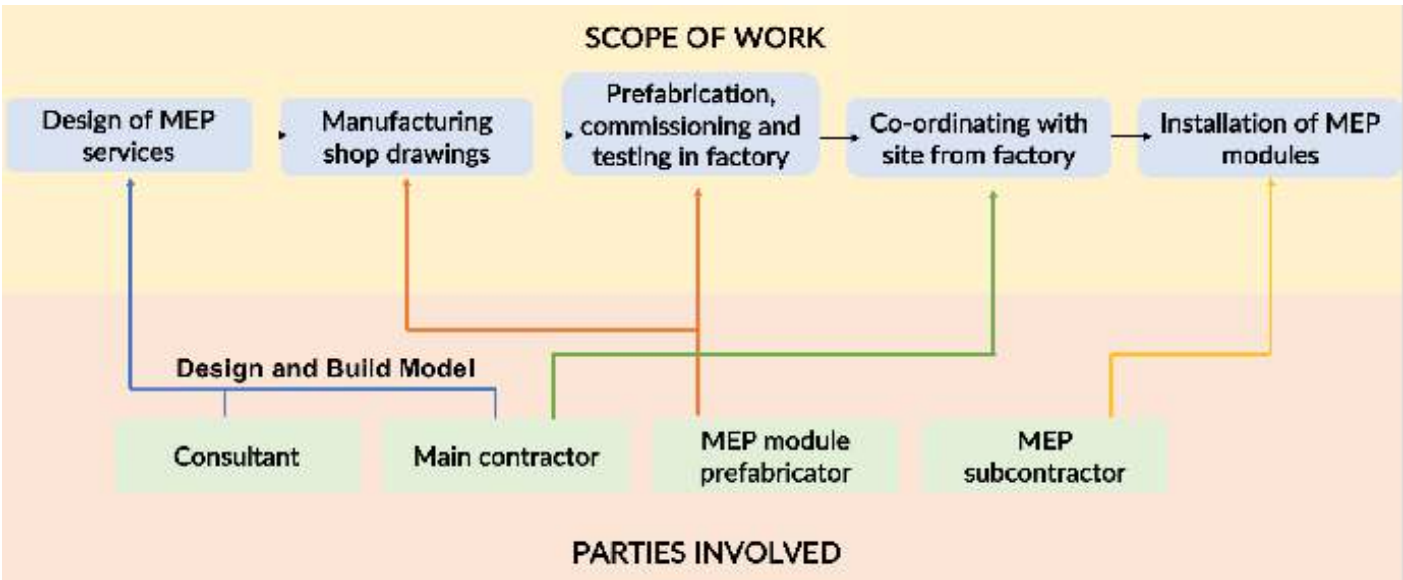 SCOPE OF WORK
Design of MEP
services
Manufacturing
shop drawings
Prefabrication,
commissioning and
testing in factory
Co-ordinating with
site from factory
Installation of MEP
modules
Design and Build Model
Consultant
Main contractor
MEP module
prefabricator
MEP
subcontractor
PARTIES INVOLVED